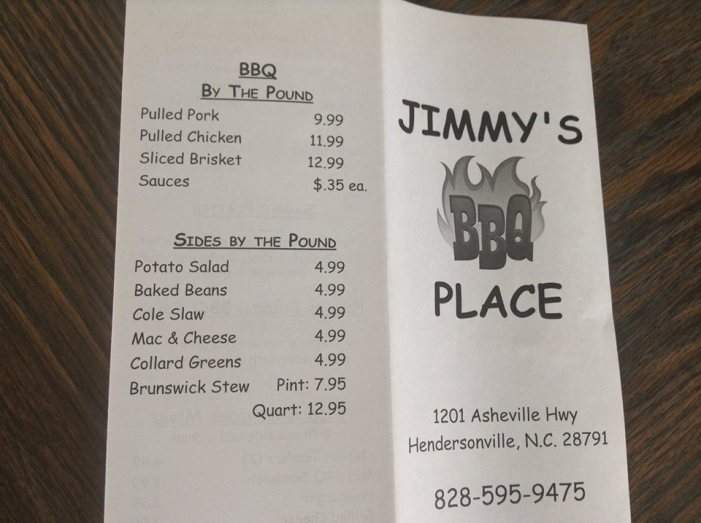 BBQ
BY THE POUND
Pulled Pork 9.99
Pulled Chicken 11.99
Sliced Brisket 12.99
Sauces $.35 ea.
SIDES BY THE POUND
Potato Salad 4.99
Baked Beans 4.99
Cole Slaw 4.99
Mac & Cheese 4.99
Collard Greens 4.99
Brunswick Stew Pint: 7.95
Quart: 12.95
JIMMY'S
BBQ
PLACE
1201 Asheville Hwy
Hendersonville, N.C. 28791
828-595-9475